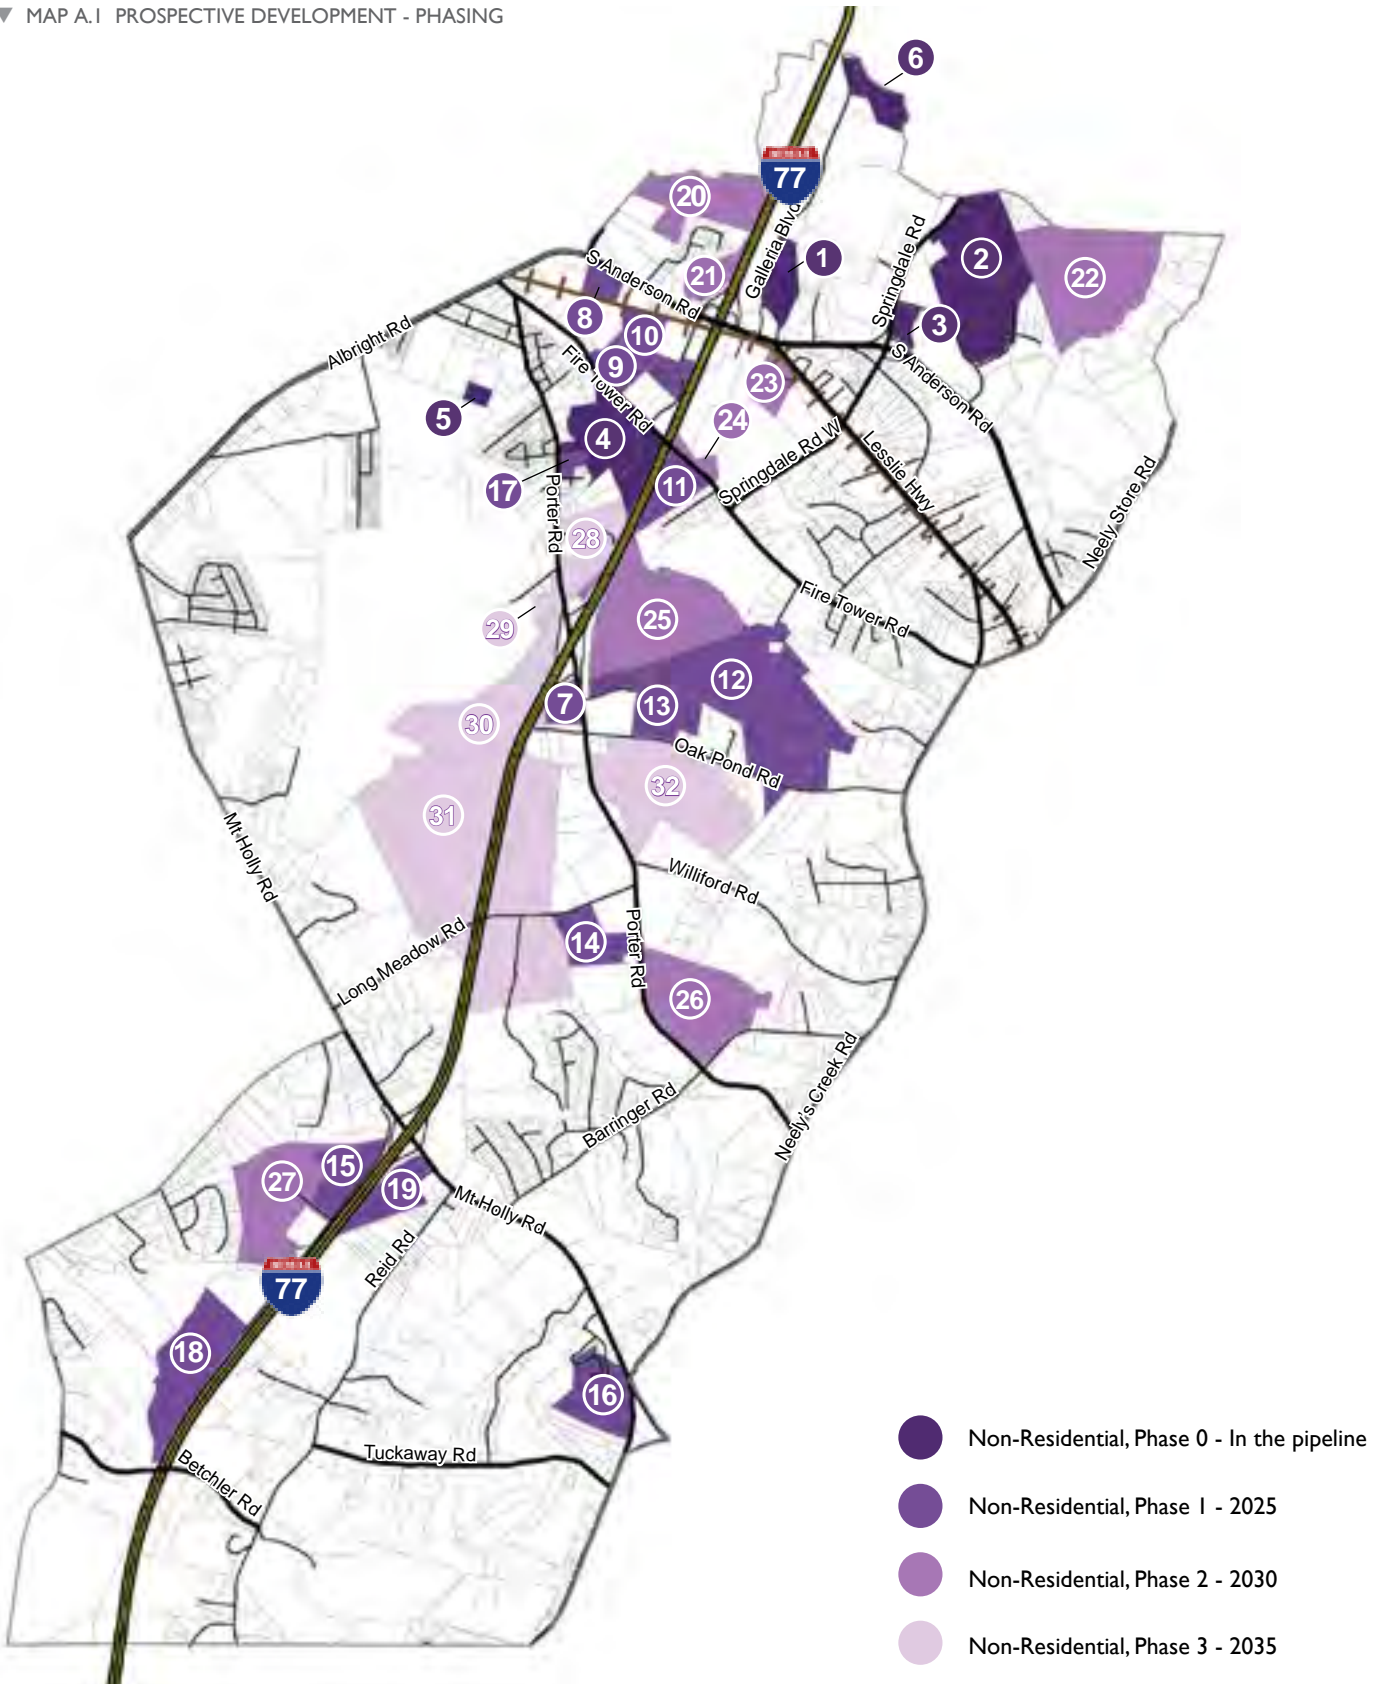 ▼ MAP A.1 PROSPECTIVE DEVELOPMENT - PHASING
6
77
20
Galleria Blvd
Springdale Rd
1
2
22
21
S Anderson Rd
8
3
10
Albright Rd
9
Fire Tower Rd
S Anderson Rd
23
5
24
4
Springdale Rd W
Lesslie Hwy
17
11
Porter Rd
Neely Store Rd
28
29
25
Fire Tower Rd
12
7
13
30
Oak Pond Rd
32
31
Mt Holly Rd
Williford Rd
14
Porter Rd
Long Meadow Rd
26
Neely's Creek Rd
Barringer Rd
15
27
19
Mt Holly Rd
Reid Rd
77
18
16
Tuckaway Rd
Betchler Rd
Non-Residential, Phase 0 - In the pipeline
Non-Residential, Phase 1 - 2025
Non-Residential, Phase 2 - 2030
Non-Residential, Phase 3 - 2035